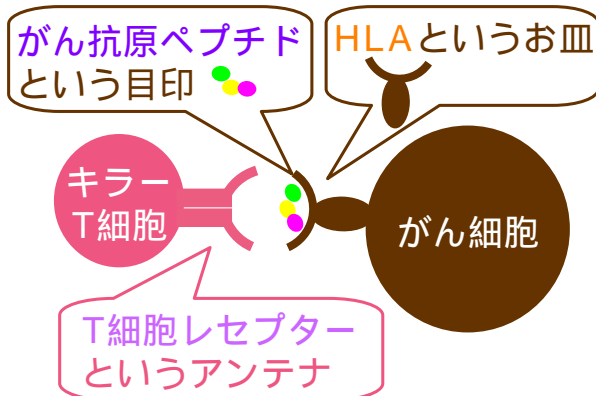 がん抗原ペプチド
という目印
HLAというお皿
キラー
T細胞
がん細胞
T細胞レセプター
というアンテナ